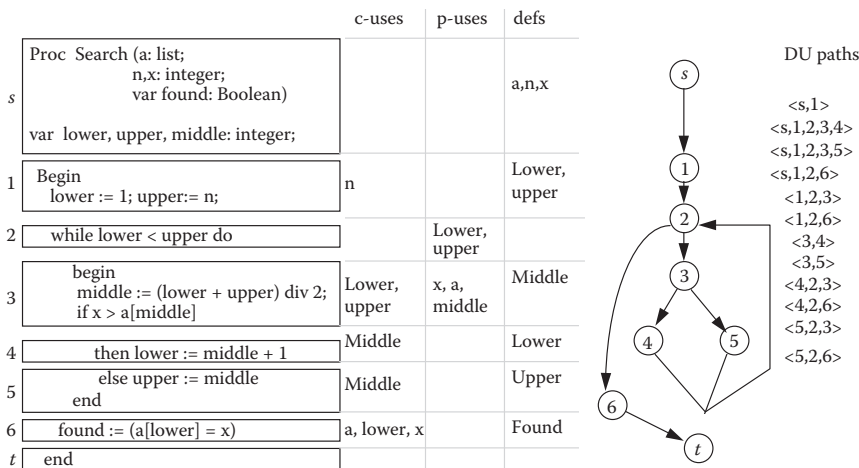 c-uses p-uses defs
s
Proc Search (a: list;
n,x: integer;
var found: Boolean)
var lower, upper, middle: integer;
a,n,x
1
Begin
lower := 1; upper:= n;
n
Lower,
upper
2
while lower < upper do
Lower,
upper
3
begin
middle := (lower + upper) div 2;
if x > a[middle]
Lower,
upper
x, a,
middle
Middle
4
then lower := middle + 1
Middle
Lower
5
else upper := middle
end
Middle
Upper
6
found := (a[lower] = x)
a, lower, x
Found
t
end
s
1
2
3
4
5
6
t
DU paths
<s,1>
<s,1,2,3,4>
<s,1,2,3,5>
<s,1,2,6>
<1,2,3>
<1,2,6>
<3,4>
<3,5>
<4,2,3>
<4,2,6>
<5,2,3>
<5,2,6>